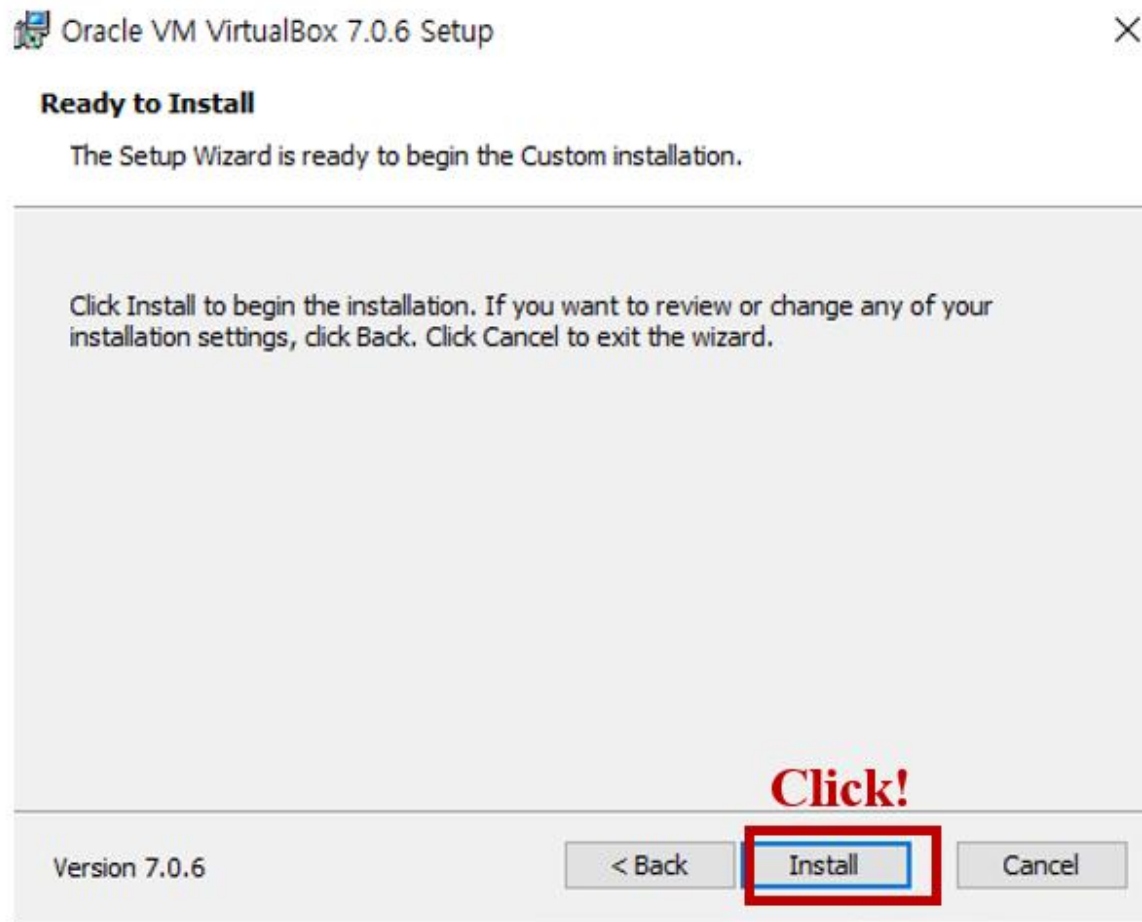 Oracle VM VirtualBox 7.0.6 Setup
Ready to Install
The Setup Wizard is ready to begin the Custom installation.
Click Install to begin the installation. If you want to review or change any of your
installation settings, click Back. Click Cancel to exit the wizard.
Click!
Version 7.0.6
< Back
Install
Cancel